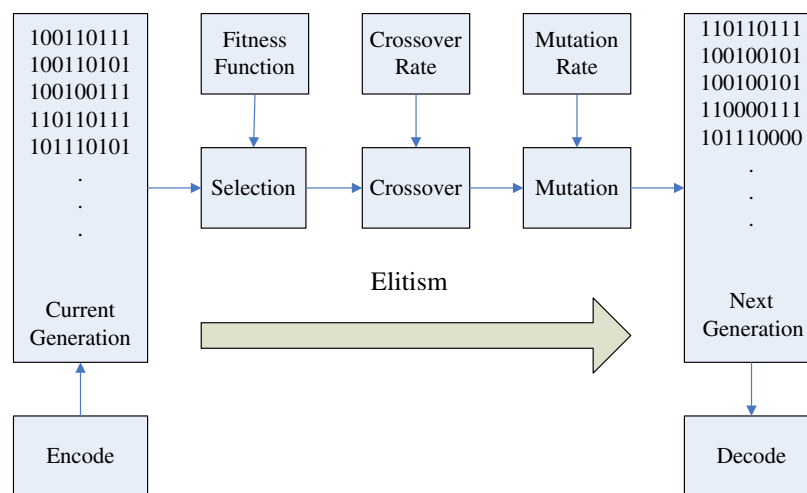 100110111
100110101
100100111
110110111
101110101
.
.
.
Current
Generation
Encode
Fitness
Function
Crossover
Rate
Mutation
Rate
Selection
Crossover
Mutation
Elitism
110110111
100100101
100100101
110000111
101110000
.
.
.
Next
Generation
Decode